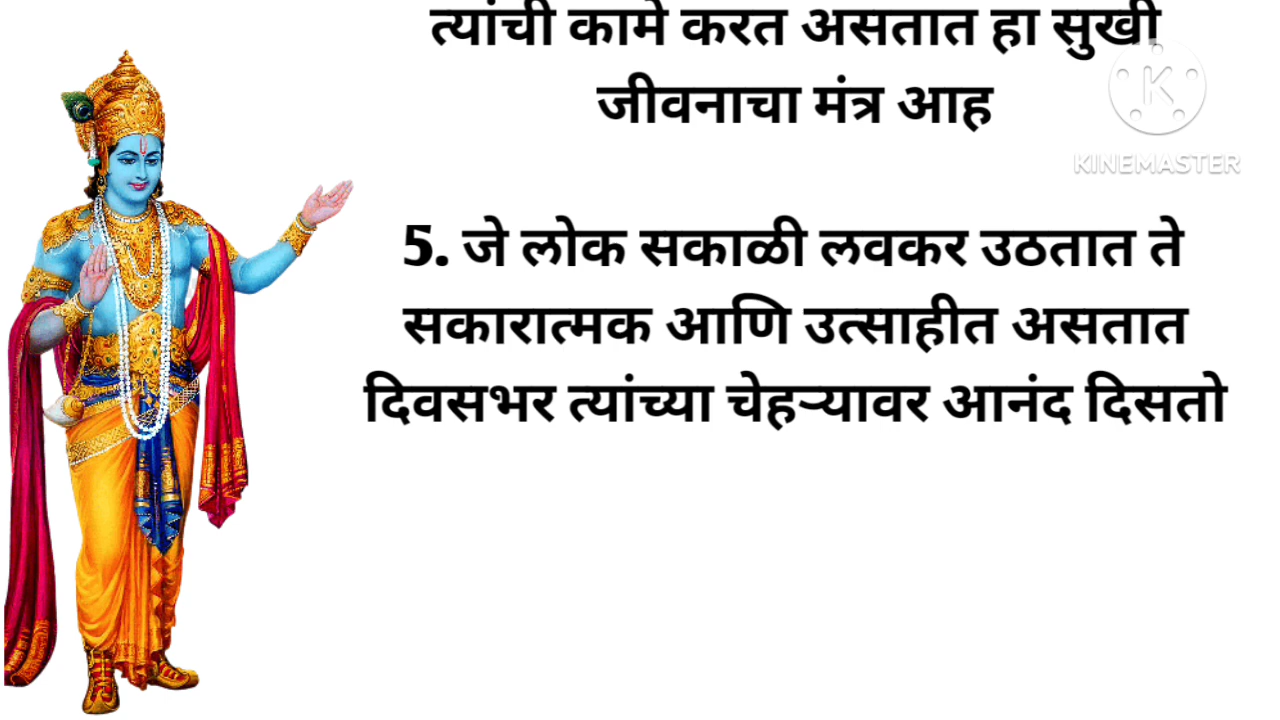 त्यांची कामे करत असतात हा सुखी
जीवनाचा मंत्र आह
KINEMASTER
5. जे लोक सकाळी लवकर उठतात ते
सकारात्मक आणि उत्साहीत असतात
दिवसभर त्यांच्या चेहऱ्यावर आनंद दिसतो